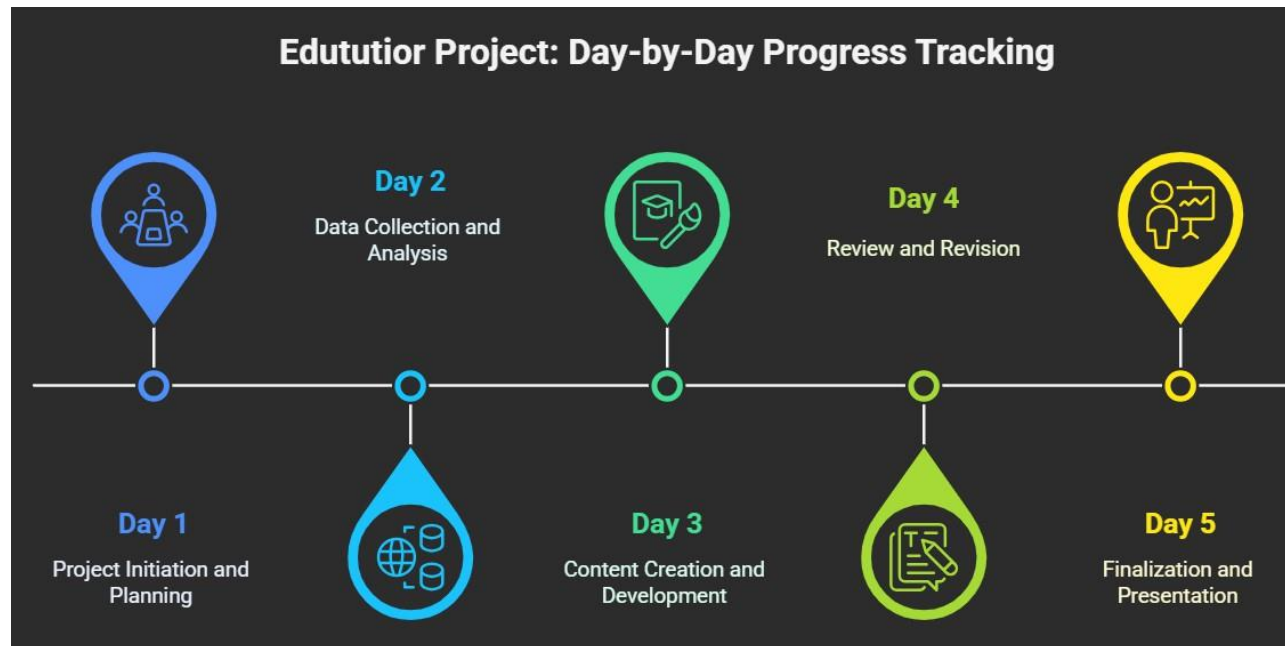 Edututior Project: Day-by-Day Progress Tracking
Day 1
Project Initiation and
Planning
Day 2
Data Collection and
Analysis
Day 3
Content Creation and
Development
Day 4
Review and Revision
Day 5
Finalization and
Presentation